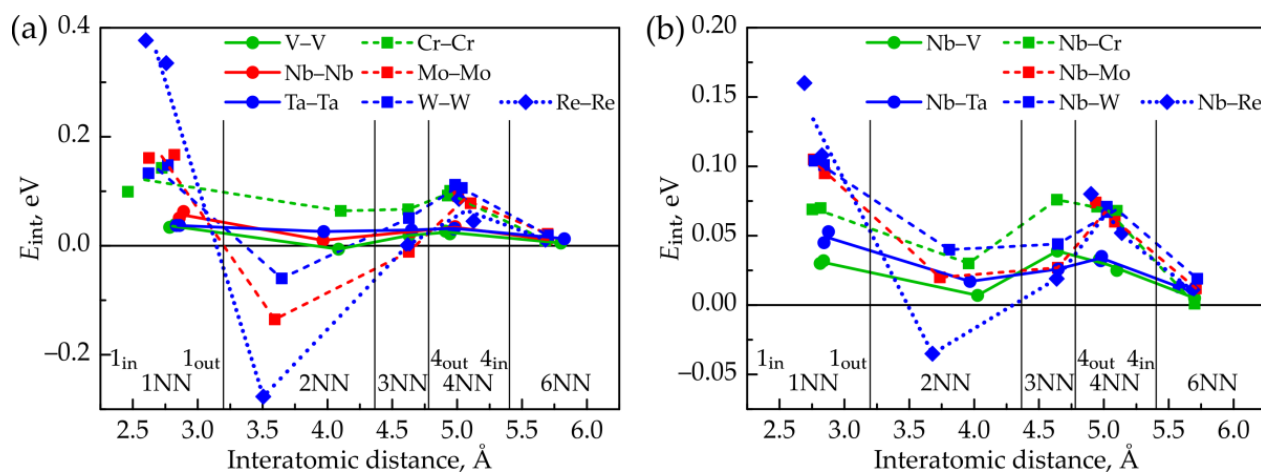 (a)
0.4
0.2
0.0
−0.2
E_int, eV
V–V Cr–Cr
Nb–Nb Mo–Mo
Ta–Ta W–W Re–Re
1_in 1_out 4_out 4_in
1NN 2NN 3NN 4NN 6NN
2.5 3.0 3.5 4.0 4.5 5.0 5.5 6.0
Interatomic distance, Å
(b)
0.20
0.15
0.10
0.05
0.00
−0.05
E_int, eV
Nb–V Nb–Cr
Nb–Mo
Nb–Ta Nb–W Nb–Re
1_in 1_out 4_out 4_in
1NN 2NN 3NN 4NN 6NN
2.5 3.0 3.5 4.0 4.5 5.0 5.5 6.0
Interatomic distance, Å